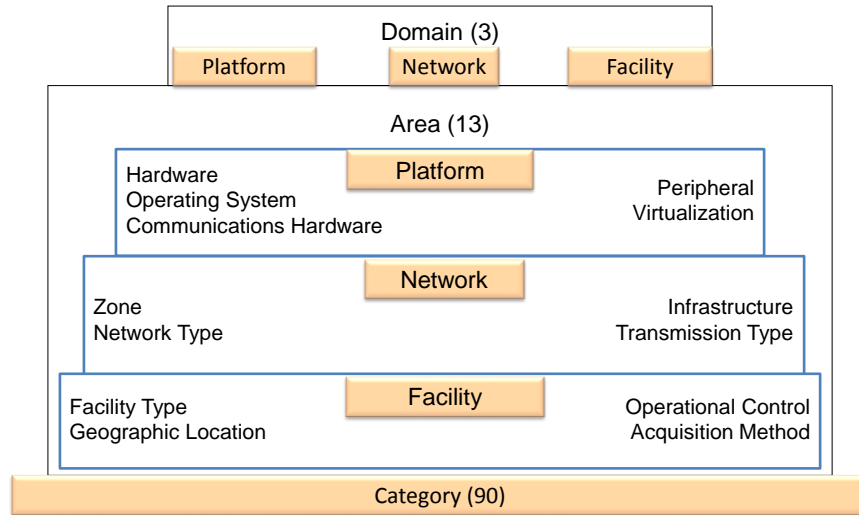 Domain (3)
Platform
Network
Facility
Area (13)
Platform
Hardware
Operating System
Communications Hardware
Peripheral
Virtualization
Network
Zone
Network Type
Infrastructure
Transmission Type
Facility
Facility Type
Geographic Location
Operational Control
Acquisition Method
Category (90)